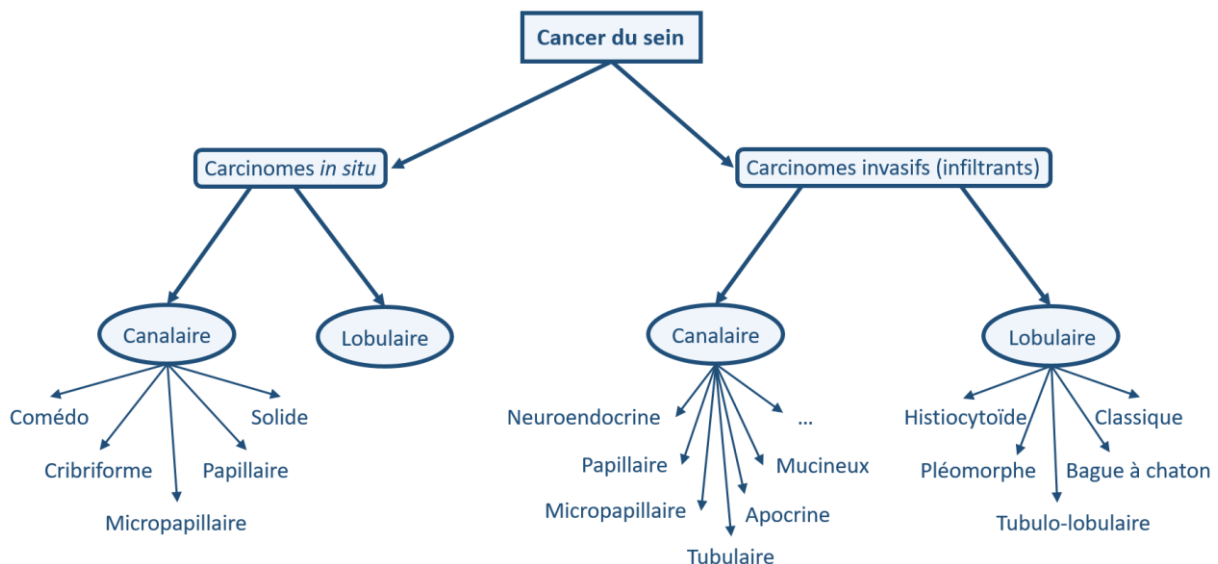 Cancer du sein
Carcinomes in situ
Carcinomes invasifs (infiltrants)
Canalaire
Lobulaire
Canalaire
Lobulaire
Comédo
Solide
Cribriforme
Papillaire
Micropapillaire
Neuroendocrine
...
Papillaire
Mucineux
Micropapillaire
Apocrine
Tubulaire
Histiocytoïde
Classique
Pléomorphe
Bague à chaton
Tubulo-lobulaire